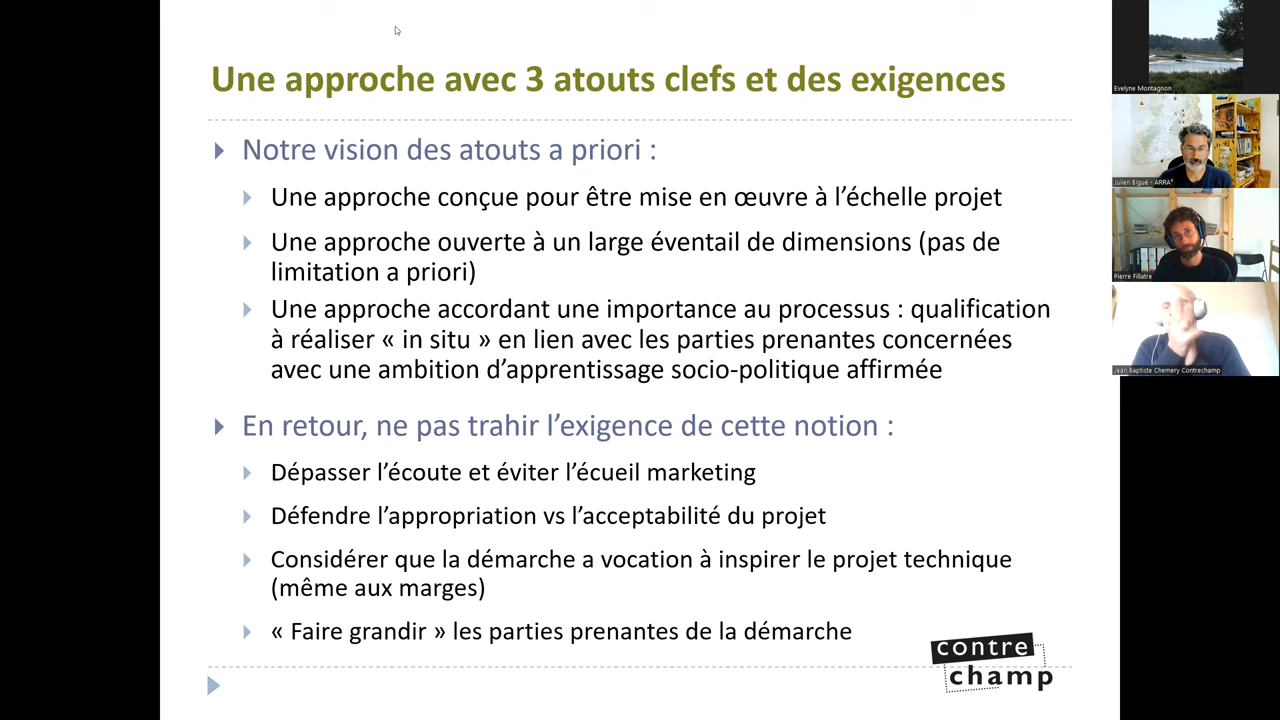 Une approche avec 3 atouts clefs et des exigences
Notre vision des atouts a priori :
Une approche conçue pour être mise en œuvre à l’échelle projet
Une approche ouverte à un large éventail de dimensions (pas de
limitation a priori)
Une approche accordant une importance au processus : qualification
à réaliser « in situ » en lien avec les parties prenantes concernées
avec une ambition d’apprentissage socio-politique affirmée
En retour, ne pas trahir l’exigence de cette notion :
Dépasser l’écoute et éviter l’écueil marketing
Défendre l’appropriation vs l’acceptabilité du projet
Considérer que la démarche a vocation à inspirer le projet technique
(même aux marges)
« Faire grandir » les parties prenantes de la démarche
contre
champ
Evelyne Montagnon
Julien Bigué - ARRA²
Pierre Fillatre
Jean Baptiste Chemery Contrechamp